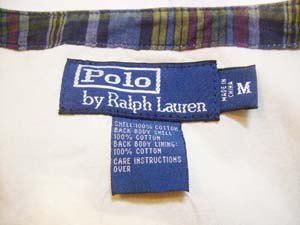 Polo
by Ralph Lauren
MADE IN
CHINA
M
SHELL: 100% COTTON
BACK BODY SHELL:
100% COTTON
BACK BODY LINING:
100% COTTON
CARE INSTRUCTIONS
OVER